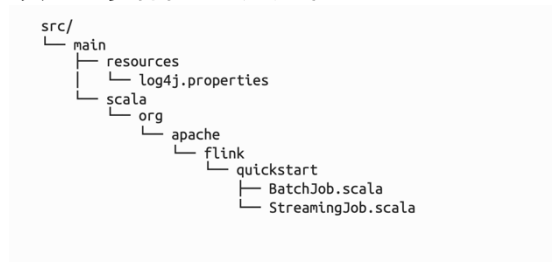 src/
└── main
    ├── resources
    │   └── log4j.properties
    └── scala
        └── org
            └── apache
                └── flink
                    └── quickstart
                        ├── BatchJob.scala
                        └── StreamingJob.scala